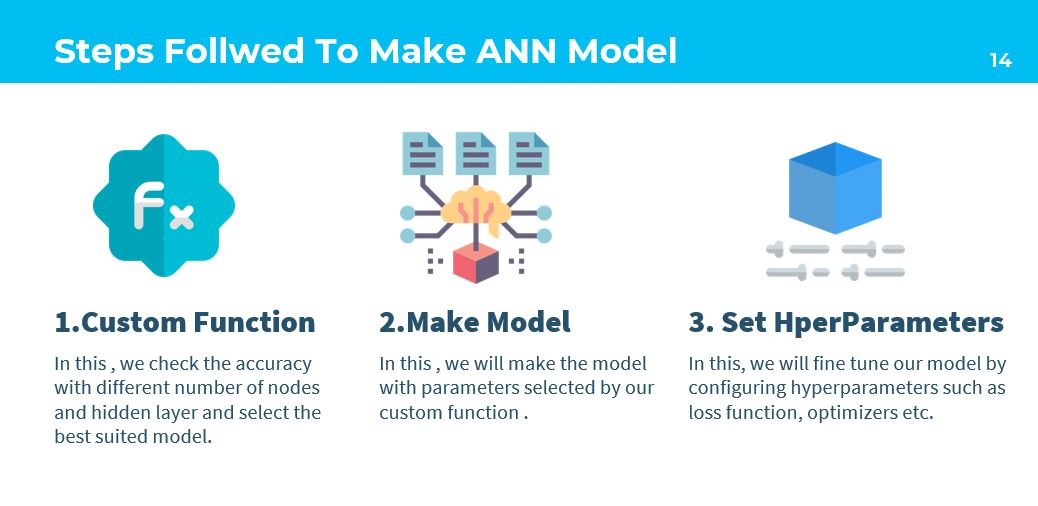 Steps Follwed To Make ANN Model
14
Fx
1.Custom Function
In this , we check the accuracy
with different number of nodes
and hidden layer and select the
best suited model.
2.Make Model
In this , we will make the model
with parameters selected by our
custom function .
3. Set HperParameters
In this, we will fine tune our model by
configuring hyperparameters such as
loss function, optimizers etc.